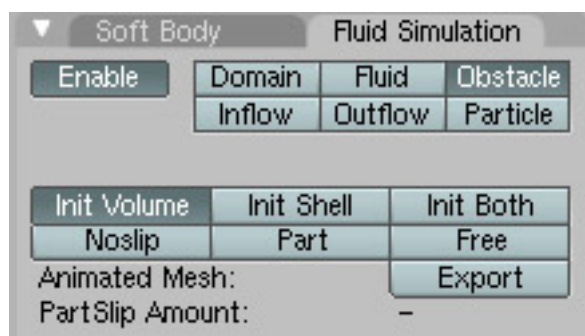 Soft Body Fluid Simulation
Enable Domain Fluid Obstacle
Inflow Outflow Particle
Init Volume Init Shell Init Both
Noslip Part Free
Animated Mesh: Export
PartSlip Amount: –